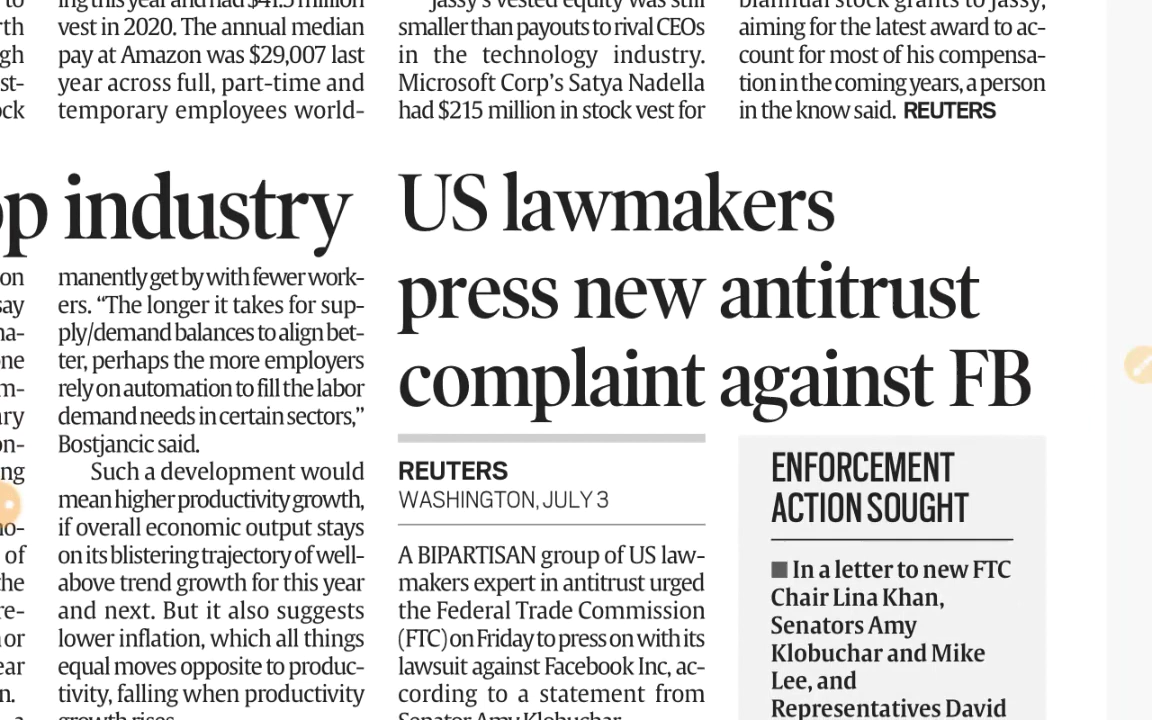 vest in 2020. The annual median
pay at Amazon was $29,007 last
year across full, part-time and
temporary employees world-
smaller than payouts to rival CEOs
in the technology industry.
Microsoft Corp's Satya Nadella
had $215 million in stock vest for
aiming for the latest award to ac-
count for most of his compensa-
tion in the coming years, a person
in the know said. REUTERS
op industry
manently get by with fewer work-
ers. “The longer it takes for sup-
ply/demand balances to align bet-
ter, perhaps the more employers
rely on automation to fill the labor
demand needs in certain sectors,”
Bostjancic said.
Such a development would
mean higher productivity growth,
if overall economic output stays
on its blistering trajectory of well-
above trend growth for this year
and next. But it also suggests
lower inflation, which all things
equal moves opposite to produc-
tivity, falling when productivity
US lawmakers
press new antitrust
complaint against FB
REUTERS
WASHINGTON, JULY 3
A BIPARTISAN group of US law-
makers expert in antitrust urged
the Federal Trade Commission
(FTC) on Friday to press on with its
lawsuit against Facebook Inc, ac-
cording to a statement from
Senator Amy Klobuchar
ENFORCEMENT
ACTION SOUGHT
■ In a letter to new FTC
Chair Lina Khan,
Senators Amy
Klobuchar and Mike
Lee, and
Representatives David